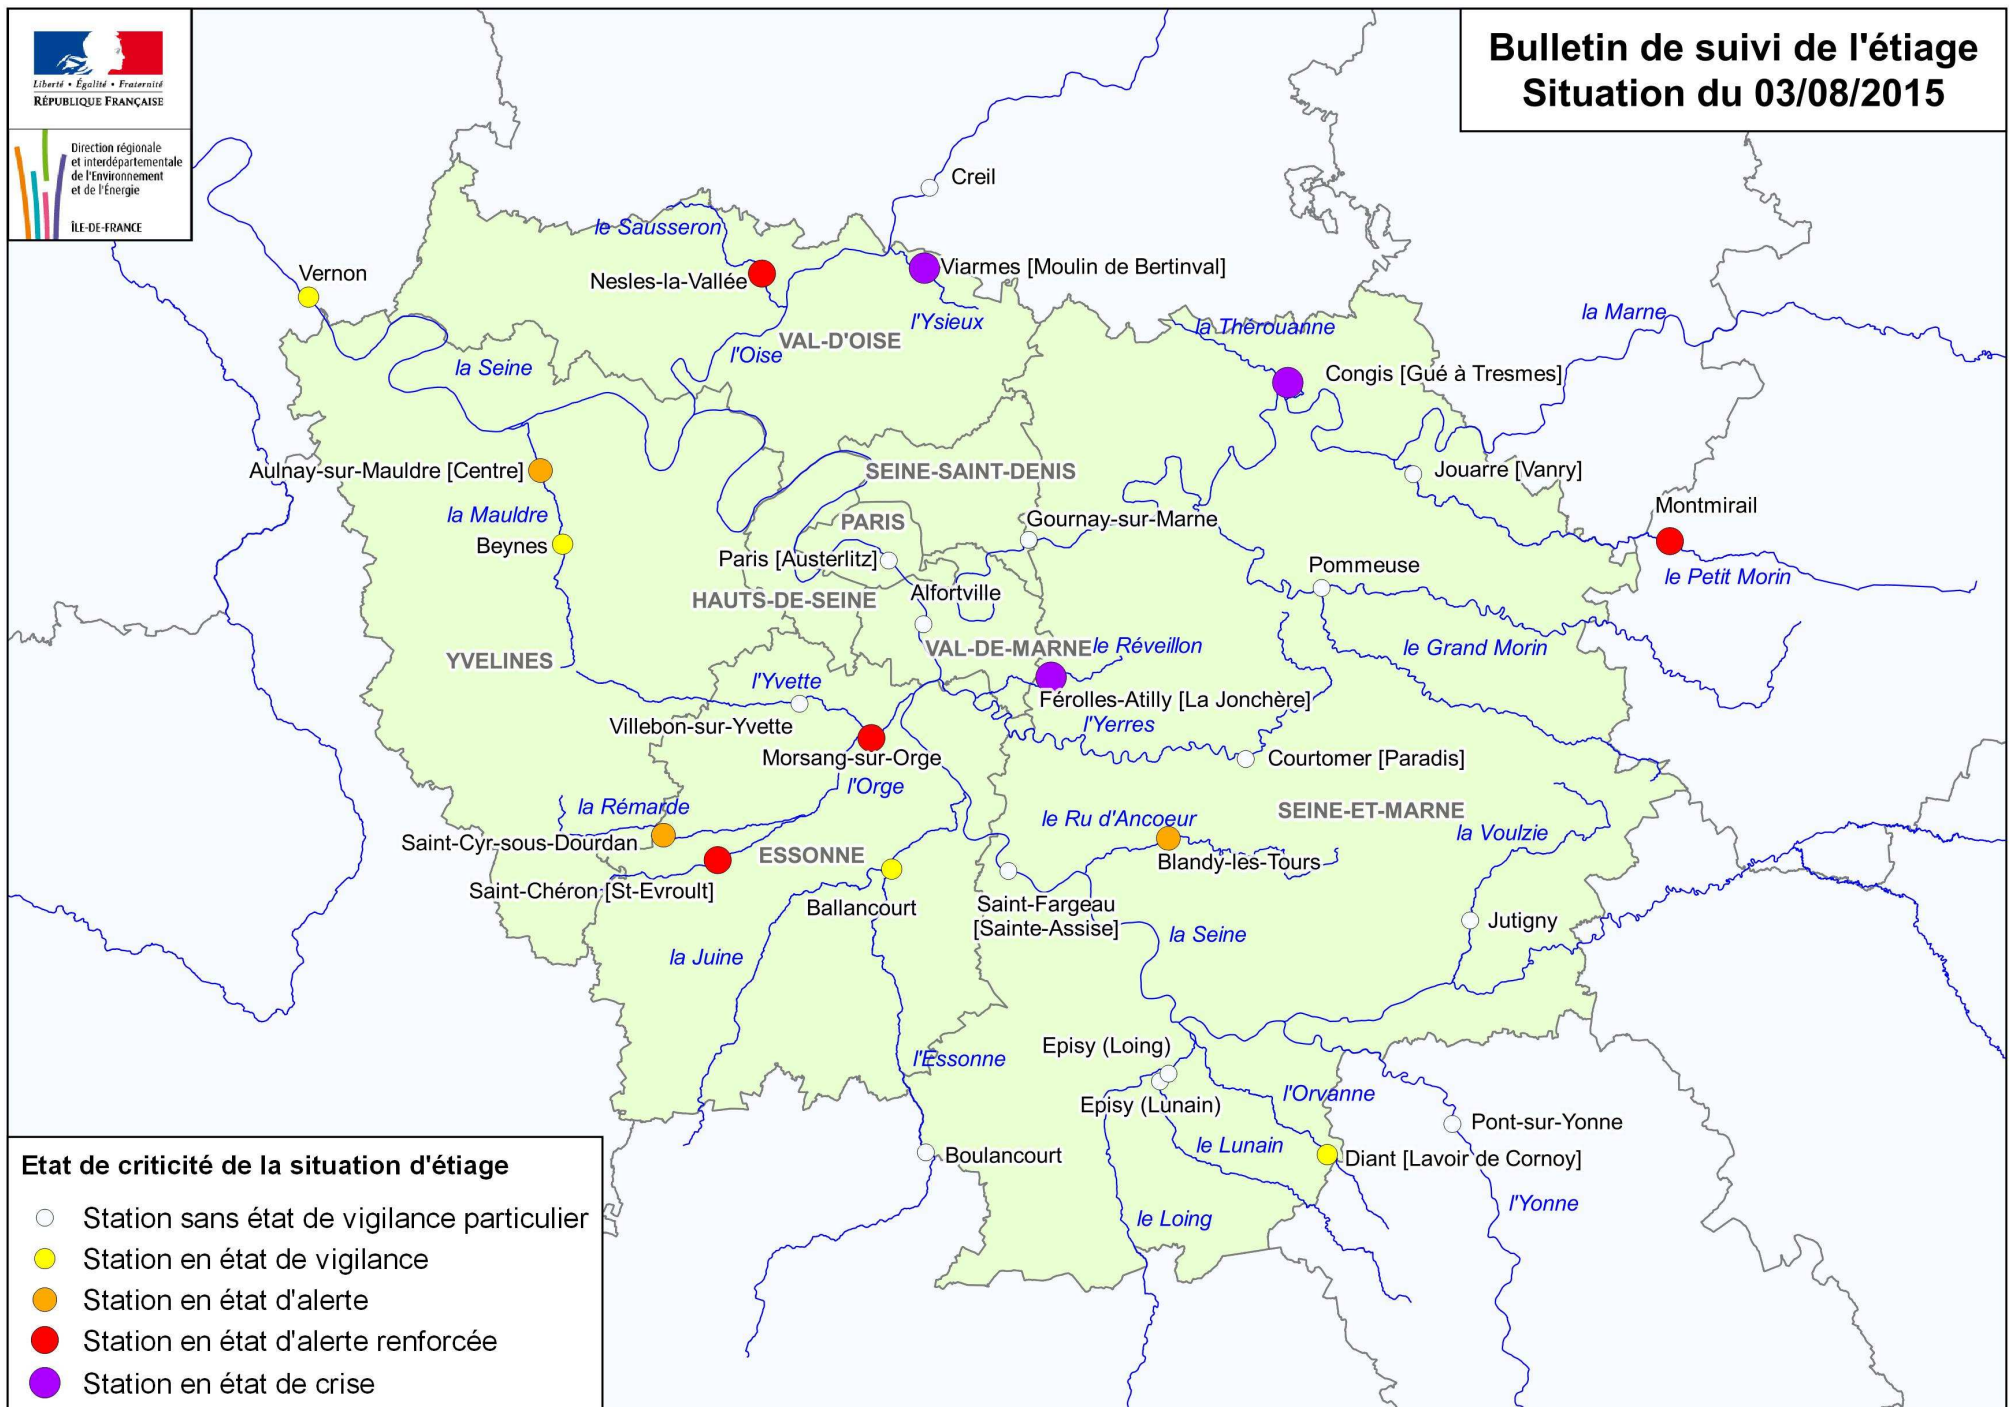 Liberté • Égalité • Fraternité
RÉPUBLIQUE FRANÇAISE
Direction régionale
et interdépartementale
de l'Environnement
et de l'Énergie
ÎLE-DE-FRANCE
Bulletin de suivi de l'étiage
Situation du 03/08/2015
Creil
le Sausseron
Vernon
Nesles-la-Vallée
Viarmes [Moulin de Bertinval]
l'Ysieux
la Marne
la Thérouanne
VAL-D'OISE
l'Oise
la Seine
Congis [Gué à Tresmes]
Aulnay-sur-Mauldre [Centre]
SEINE-SAINT-DENIS
Jouarre [Vanry]
Montmirail
la Mauldre
PARIS
Gournay-sur-Marne
Beynes
Paris [Austerlitz]
Pommeuse
le Petit Morin
HAUTS-DE-SEINE
Alfortville
YVELINES
VAL-DE-MARNE
le Réveillon
le Grand Morin
l'Yvette
Férolles-Atilly [La Jonchère]
Villebon-sur-Yvette
l'Yerres
Morsang-sur-Orge
Courtomer [Paradis]
l'Orge
la Rémarde
le Ru d'Ancoeur
SEINE-ET-MARNE
la Voulzie
Saint-Cyr-sous-Dourdan
ESSONNE
Blandy-les-Tours
Saint-Chéron [St-Evroult]
Ballancourt
Saint-Fargeau
[Sainte-Assise]
Jutigny
la Juine
la Seine
l'Essonne
Episy (Loing)
l'Orvanne
Episy (Lunain)
Pont-sur-Yonne
le Lunain
Boulancourt
Diant [Lavoir de Cornoy]
l'Yonne
le Loing
Etat de criticité de la situation d'étiage
Station sans état de vigilance particulier
Station en état de vigilance
Station en état d'alerte
Station en état d'alerte renforcée
Station en état de crise